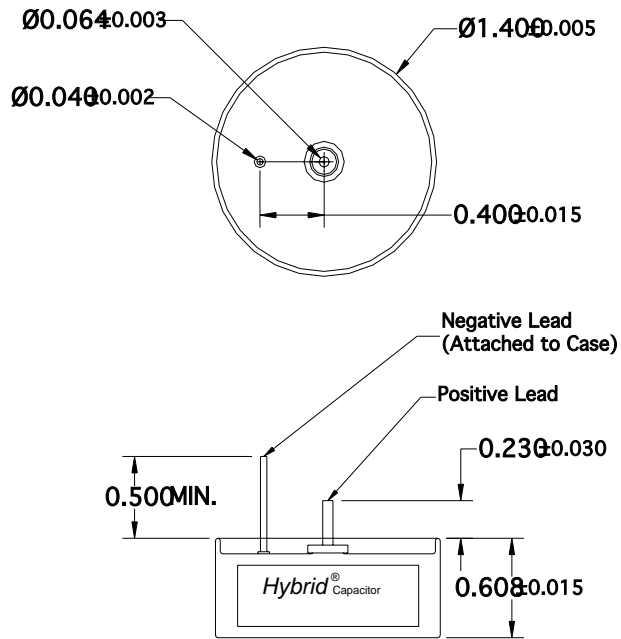 Ø0.064±0.003
Ø1.400±0.005
Ø0.040±0.002
0.400±0.015
Negative Lead
(Attached to Case)
Positive Lead
0.230±0.030
0.500MIN.
0.608±0.015
Hybrid® Capacitor